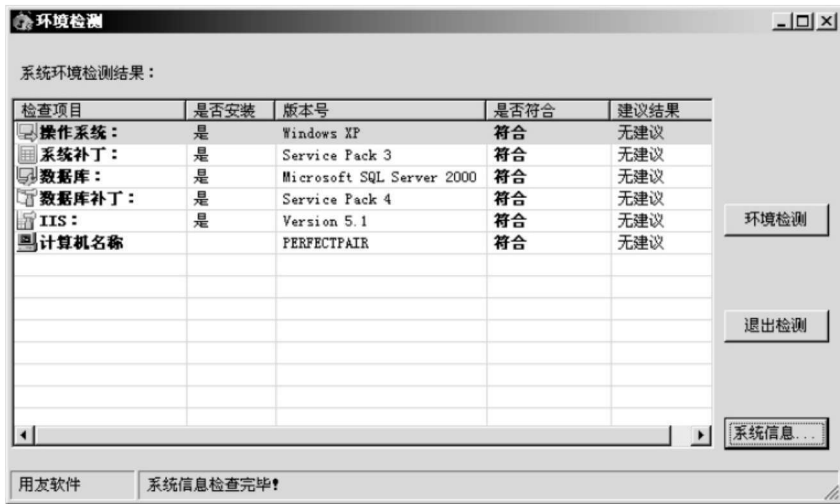 环境检测
系统环境检测结果：
检查项目 是否安装 版本号 是否符合 建议结果
操作系统： 是 Windows XP 符合 无建议
系统补丁： 是 Service Pack 3 符合 无建议
数据库： 是 Microsoft SQL Server 2000 符合 无建议
数据库补丁： 是 Service Pack 4 符合 无建议
IIS： 是 Version 5.1 符合 无建议
计算机名称 PERFECTPAIR 符合 无建议
环境检测
退出检测
系统信息...
用友软件 系统信息检查完毕!